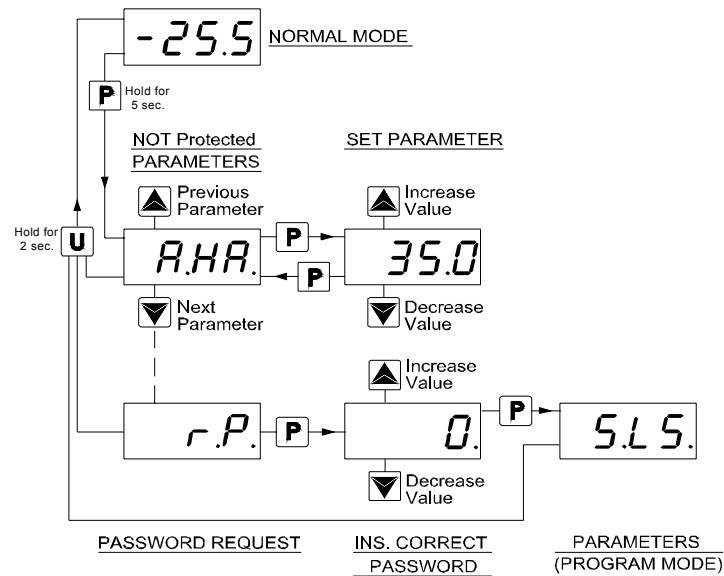 -25.5
NORMAL MODE
P
Hold for
5 sec.
NOT Protected
PARAMETERS
SET PARAMETER
Previous
Parameter
Increase
Value
Hold for
2 sec.
U
A.HA.
P
P
35.0
Next
Parameter
Decrease
Value
Increase
Value
r.P.
P
0.
P
S.LS.
Decrease
Value
PASSWORD REQUEST
INS. CORRECT
PASSWORD
PARAMETERS
(PROGRAM MODE)